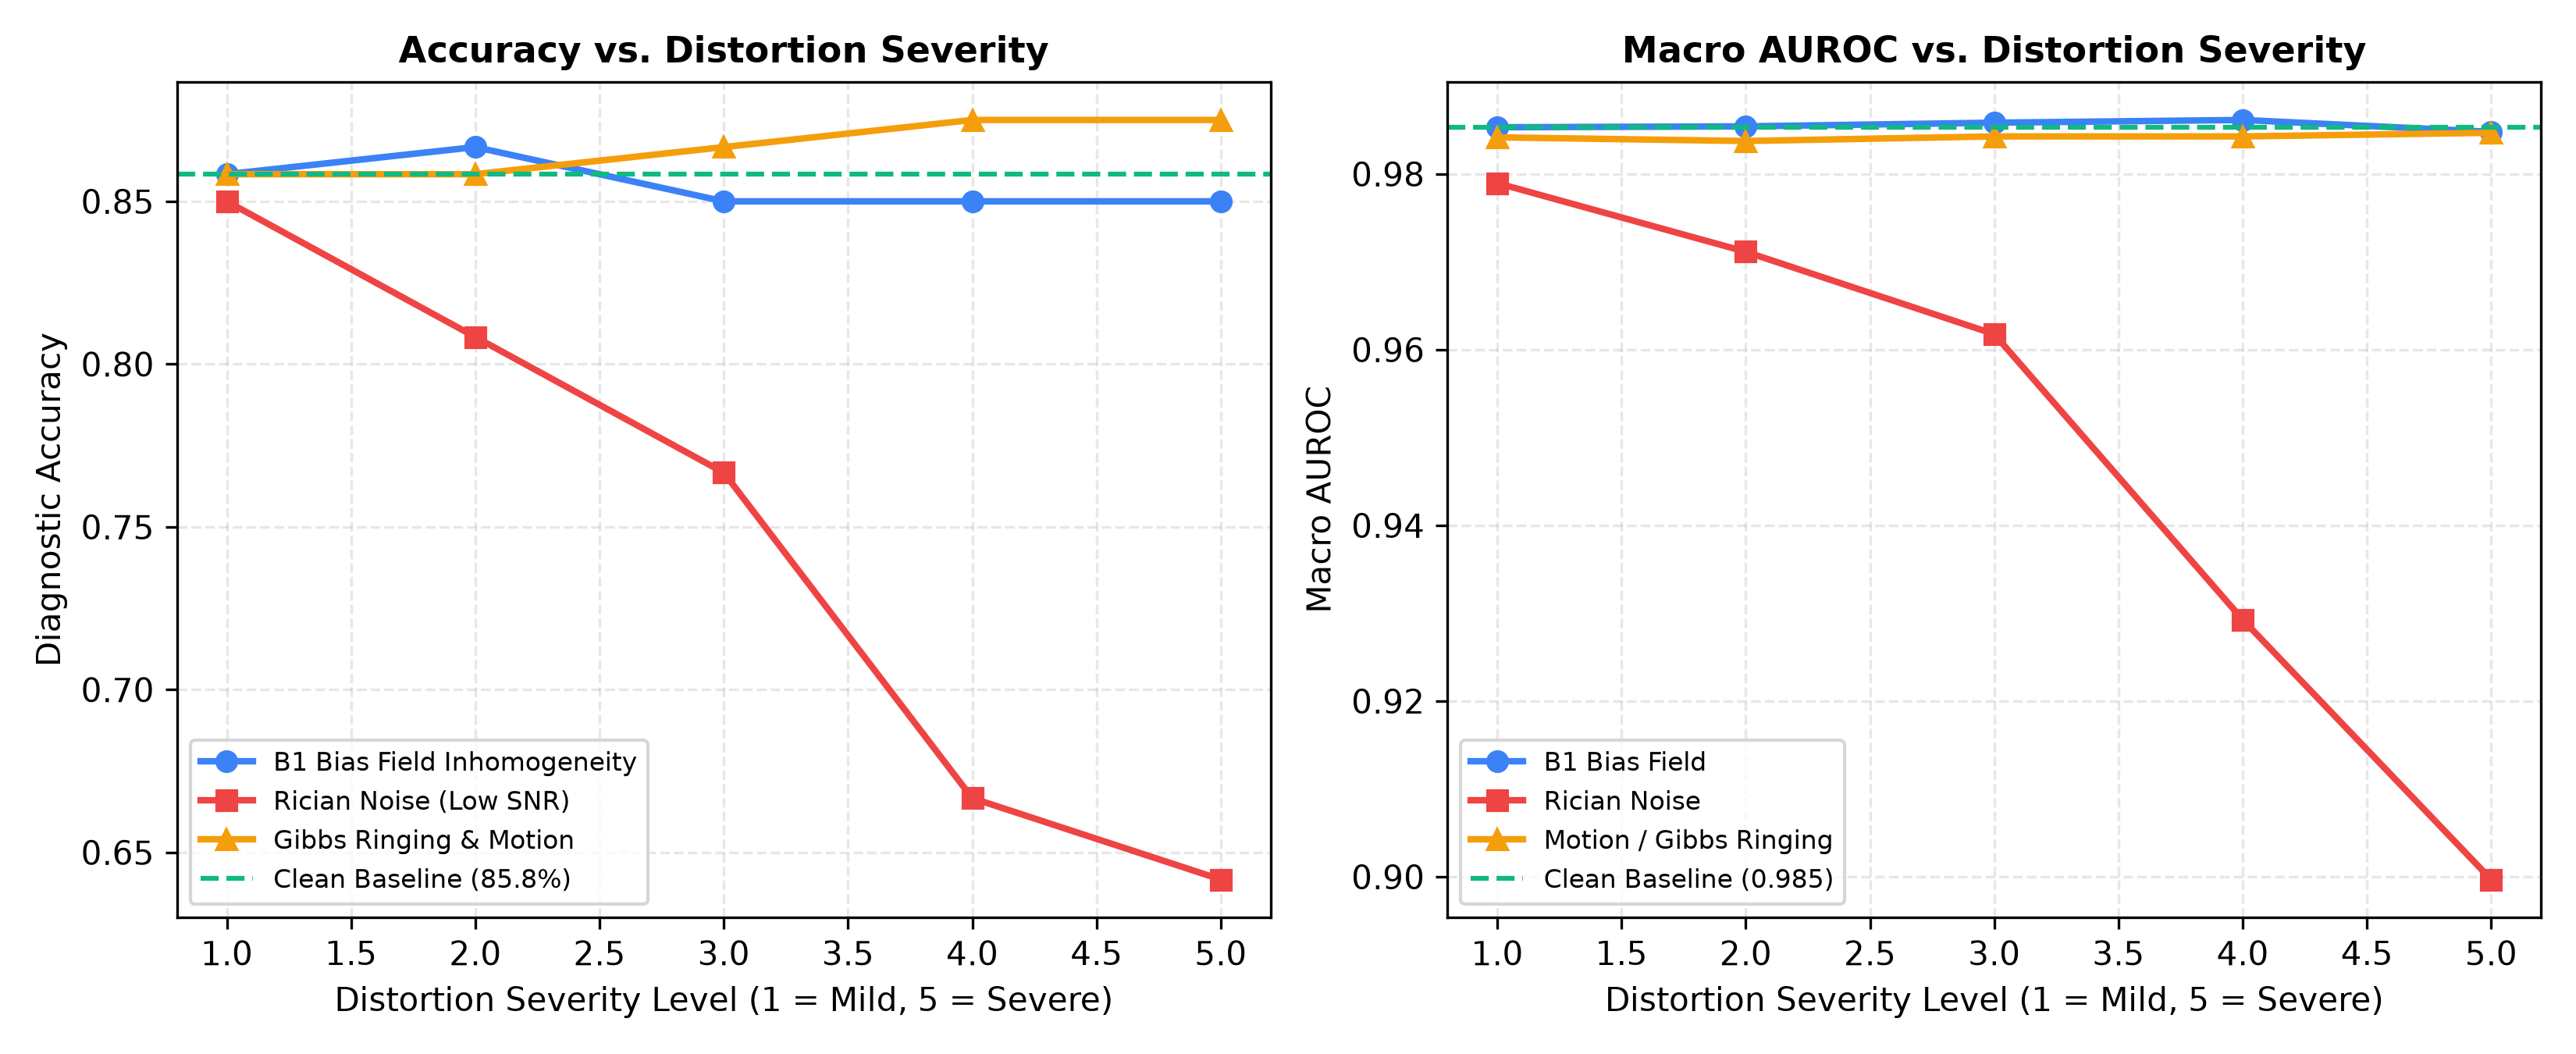 Accuracy vs. Distortion Severity
Diagnostic Accuracy
0.85
0.80
0.75
0.70
0.65
B1 Bias Field Inhomogeneity
Rician Noise (Low SNR)
Gibbs Ringing & Motion
Clean Baseline (85.8%)
1.0 1.5 2.0 2.5 3.0 3.5 4.0 4.5 5.0
Distortion Severity Level (1 = Mild, 5 = Severe)
Macro AUROC vs. Distortion Severity
Macro AUROC
0.98
0.96
0.94
0.92
0.90
B1 Bias Field
Rician Noise
Motion / Gibbs Ringing
Clean Baseline (0.985)
1.0 1.5 2.0 2.5 3.0 3.5 4.0 4.5 5.0
Distortion Severity Level (1 = Mild, 5 = Severe)